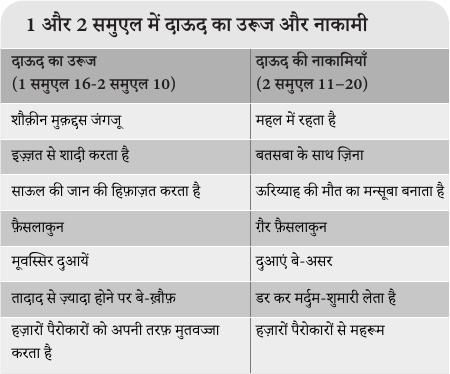 1 और 2 समुएल में दाऊद का उरूज और नाकामी
दाऊद का उरूज
(1 समुएल 16-2 समुएल 10)
दाऊद की नाकामियाँ
(2 समुएल 11–20)
शौक़ीन मुक़द्दस जंगजू
महल में रहता है
इज़्ज़त से शादी करता है
बतसबा के साथ ज़िना
साऊल की जान की हिफ़ाज़त करता है
ऊरिय्याह की मौत का मन्सूबा बनाता है
फ़ैसलाकुन
ग़ैर फ़ैसलाकुन
मूवस्सिर दुआयें
दुआएं बे-असर
तादाद से ज़्यादा होने पर बे-ख़ौफ़
डर कर मर्दुम-शुमारी लेता है
हज़ारों पैरोकारों को अपनी तरफ़ मुतवज्जा
करता है
हज़ारों पैरोकारों से महरूम